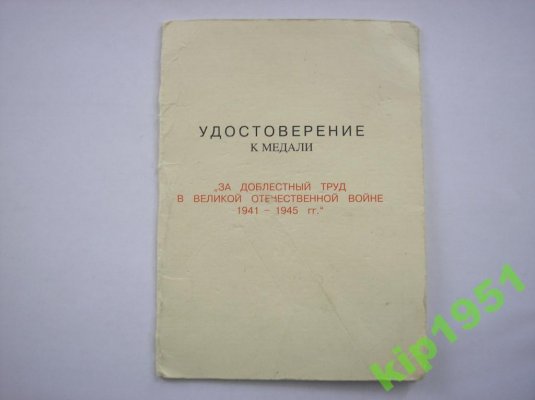 УДОСТОВЕРЕНИЕ
К МЕДАЛИ
„ЗА ДОБЛЕСТНЫЙ ТРУД
В ВЕЛИКОЙ ОТЕЧЕСТВЕННОЙ ВОЙНЕ
1941 – 1945 гг.“
kip1951